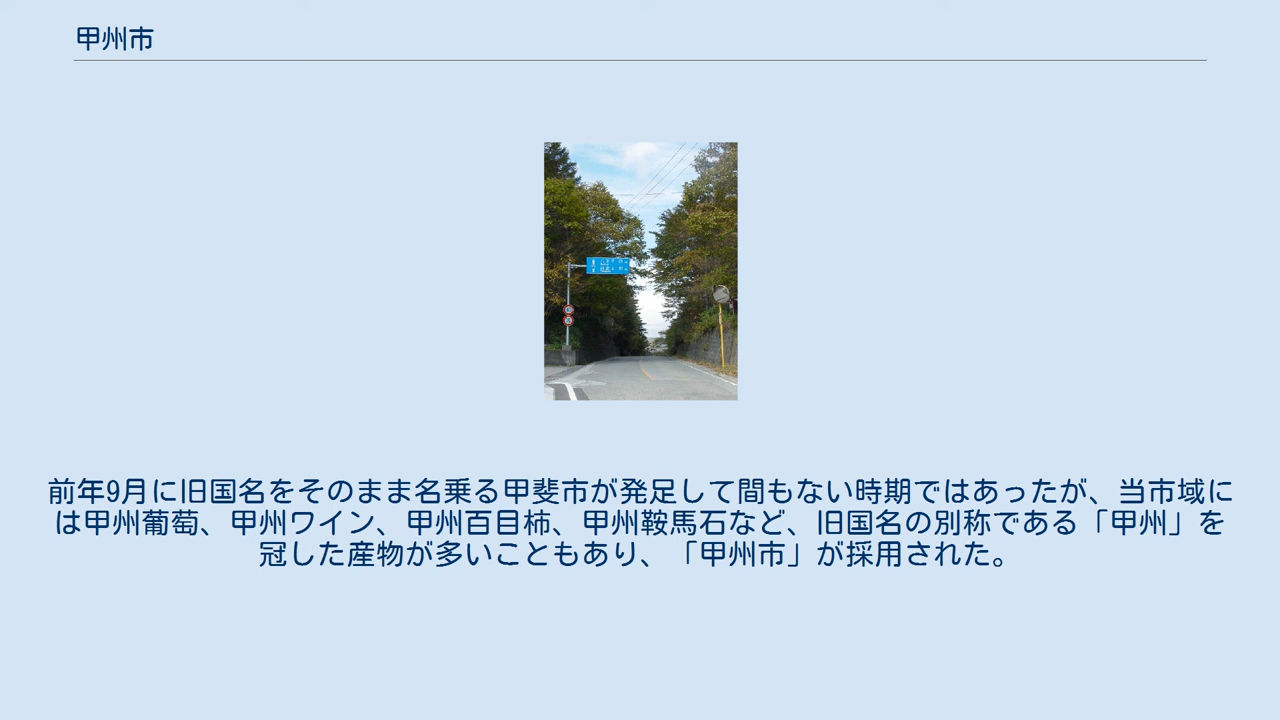 甲州市
前年9月に旧国名をそのまま名乗る甲斐市が発足して間もない時期ではあったが、当市域に
は甲州葡萄、甲州ワイン、甲州百目柿、甲州鞍馬石など、旧国名の別称である「甲州」を
冠した産物が多いこともあり、「甲州市」が採用された。